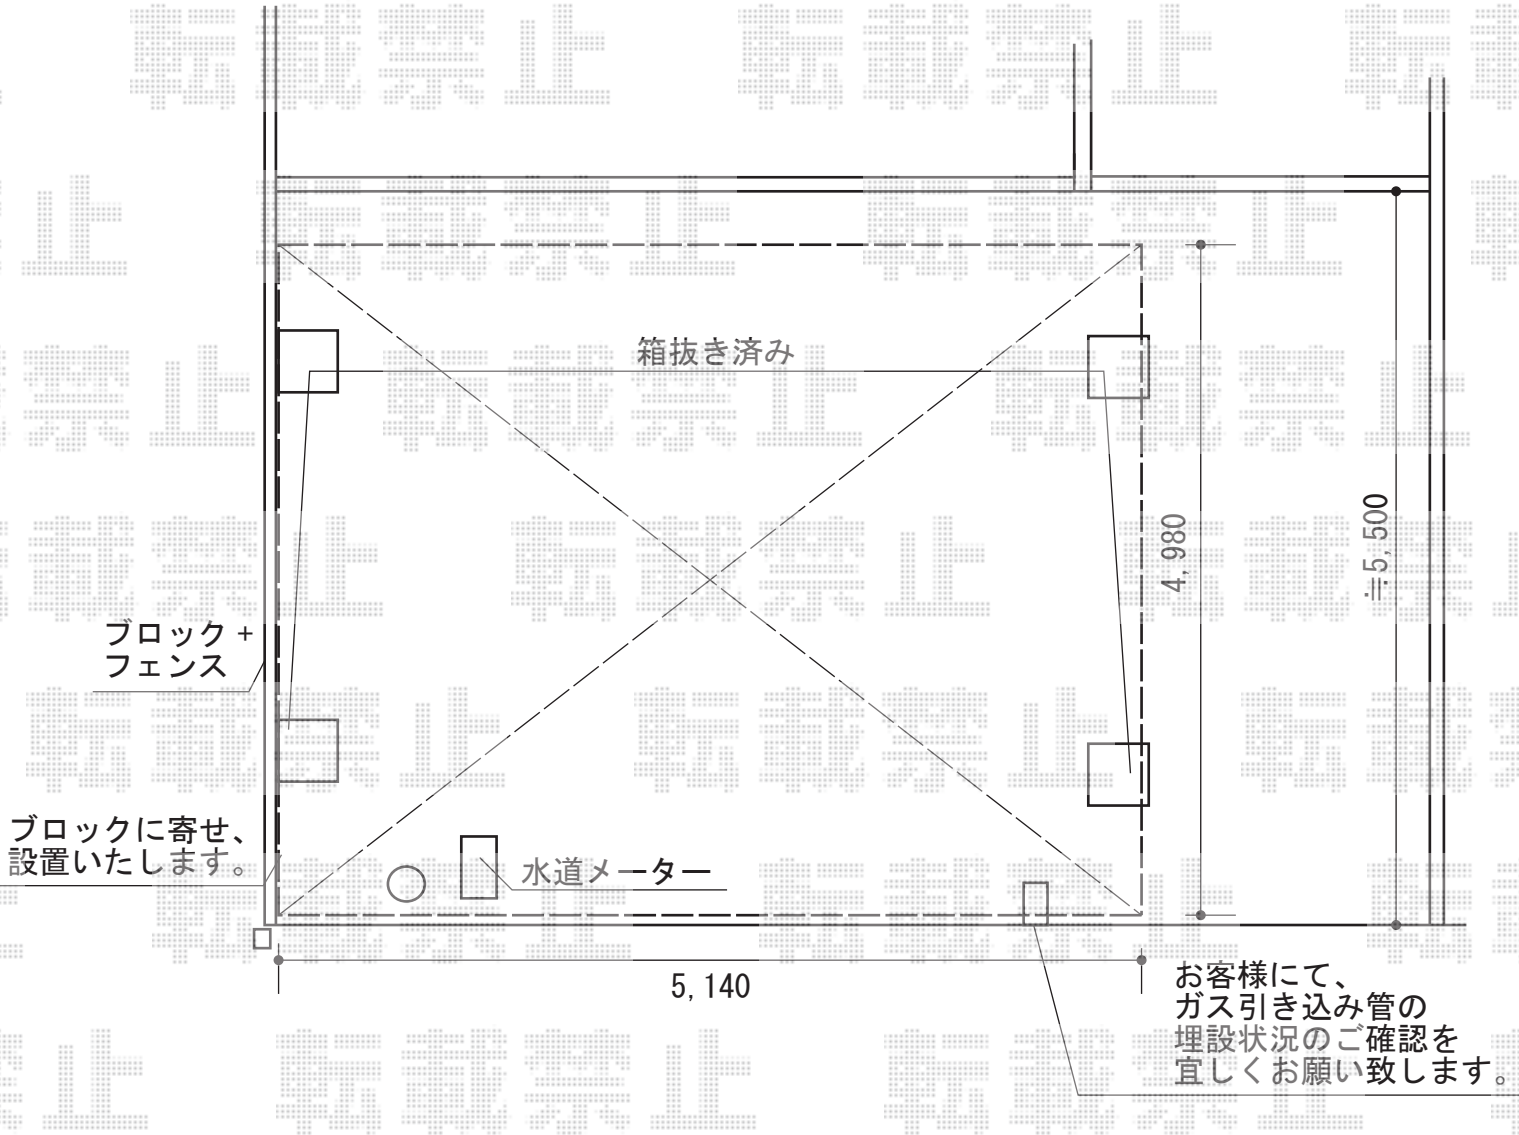 転載禁止
箱抜き済み
4,980
≒5,500
ブロック+
フェンス
ブロックに寄せ、
設置いたします。
水道メーター
5,140
お客様にて、
ガス引き込み管の
埋設状況のご確認を
宜しくお願い致します。